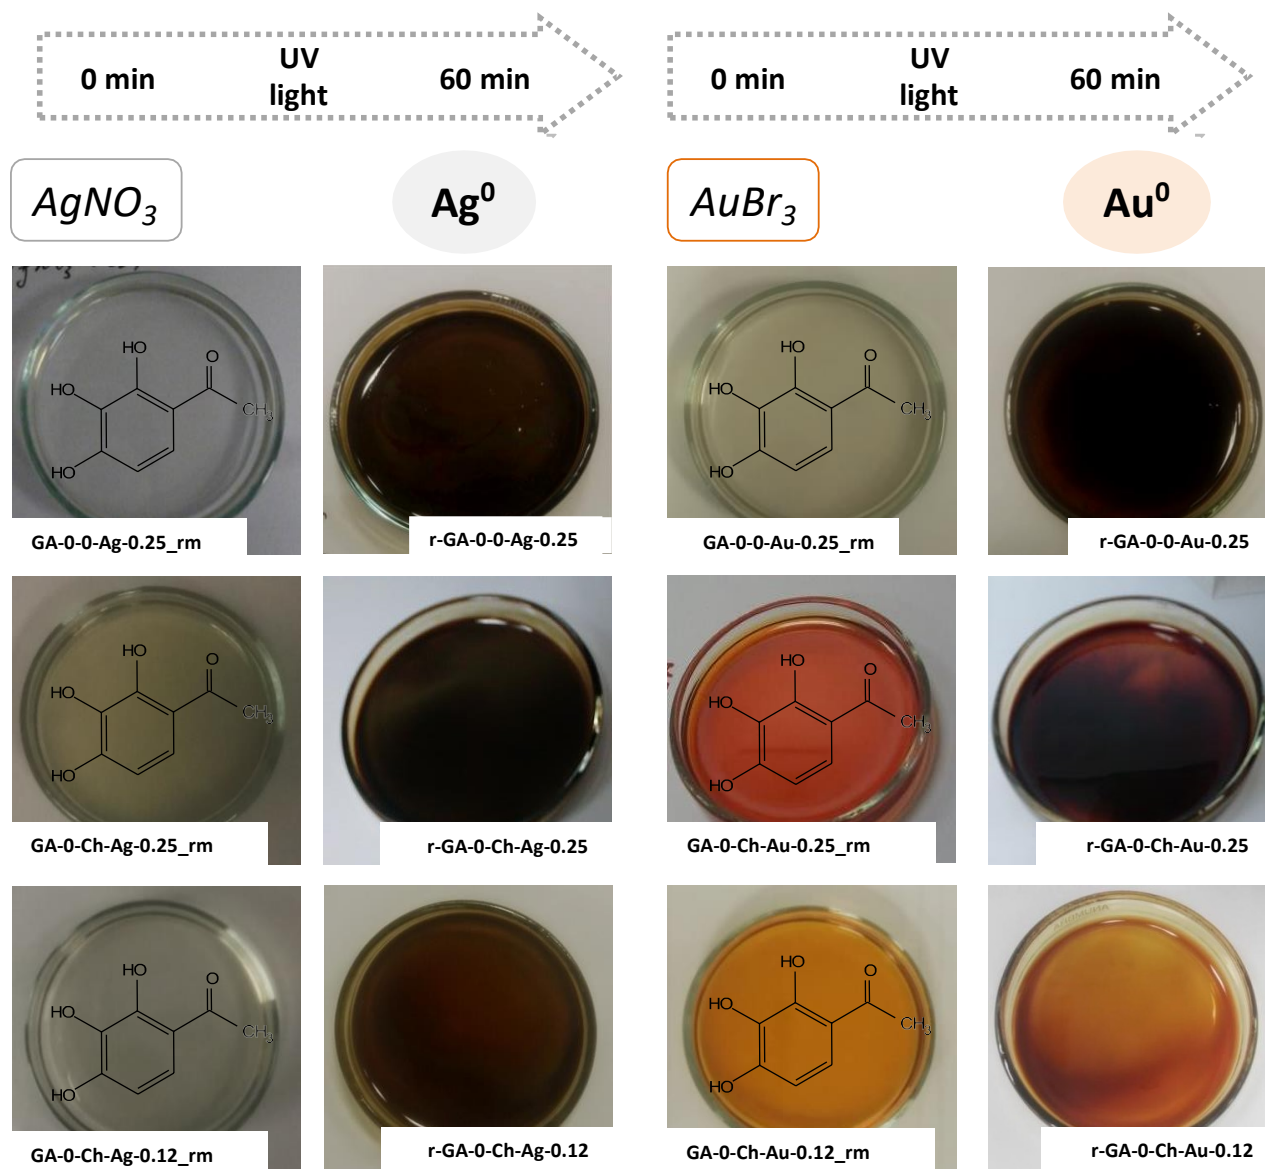 0 min UV light 60 min
0 min UV light 60 min
AgNO3
Ag0
AuBr3
Au0
HO
O
HO
CH3
HO
GA-0-0-Ag-0.25_rm
r-GA-0-0-Ag-0.25
HO
O
HO
CH3
HO
GA-0-0-Au-0.25_rm
r-GA-0-0-Au-0.25
HO
O
HO
CH3
HO
GA-0-Ch-Ag-0.25_rm
r-GA-0-Ch-Ag-0.25
HO
O
HO
CH3
HO
GA-0-Ch-Au-0.25_rm
r-GA-0-Ch-Au-0.25
HO
O
HO
CH3
HO
GA-0-Ch-Ag-0.12_rm
r-GA-0-Ch-Ag-0.12
HO
O
HO
CH3
HO
GA-0-Ch-Au-0.12_rm
r-GA-0-Ch-Au-0.12